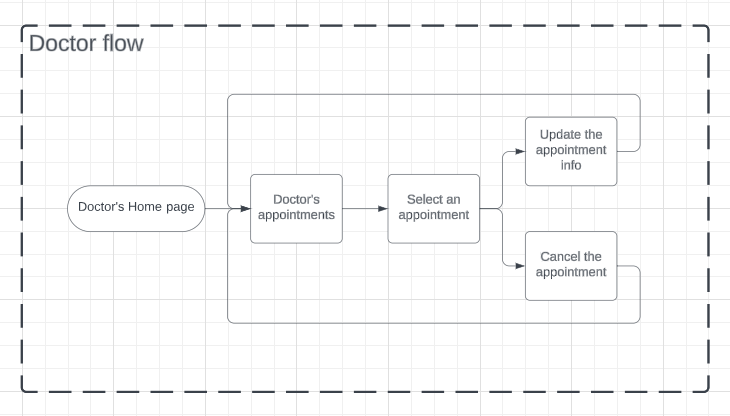 Doctor flow
Doctor's Home page
Doctor's
appointments
Select an
appointment
Update the
appointment
info
Cancel the
appointment